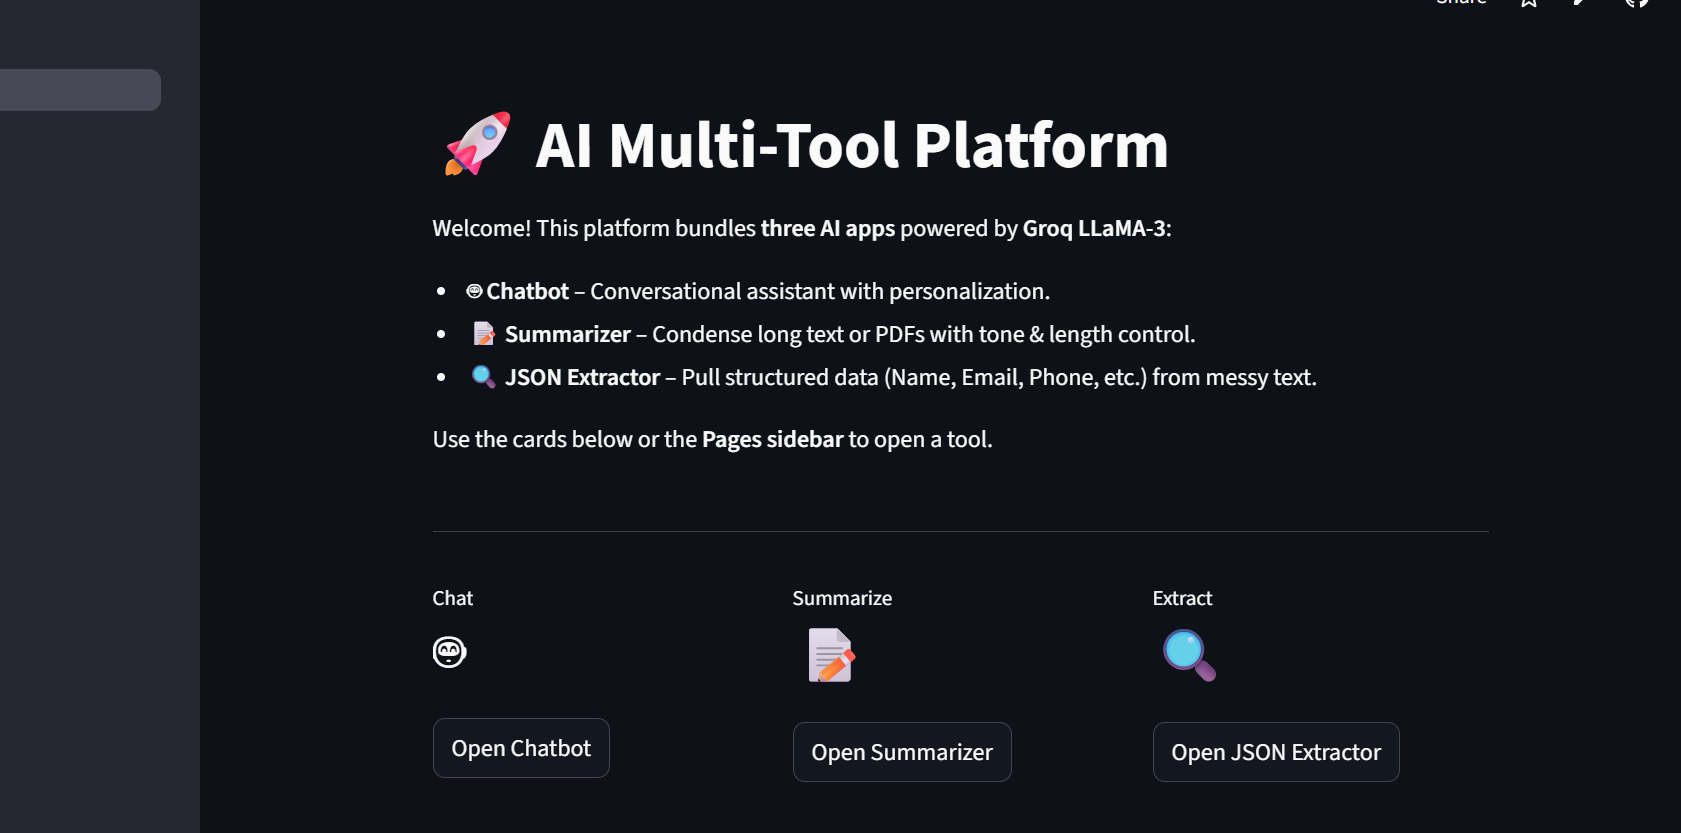 Share
AI Multi-Tool Platform
Welcome! This platform bundles three AI apps powered by Groq LLaMA-3:
Chatbot – Conversational assistant with personalization.
Summarizer – Condense long text or PDFs with tone & length control.
JSON Extractor – Pull structured data (Name, Email, Phone, etc.) from messy text.
Use the cards below or the Pages sidebar to open a tool.
Chat
Summarize
Extract
Open Chatbot
Open Summarizer
Open JSON Extractor